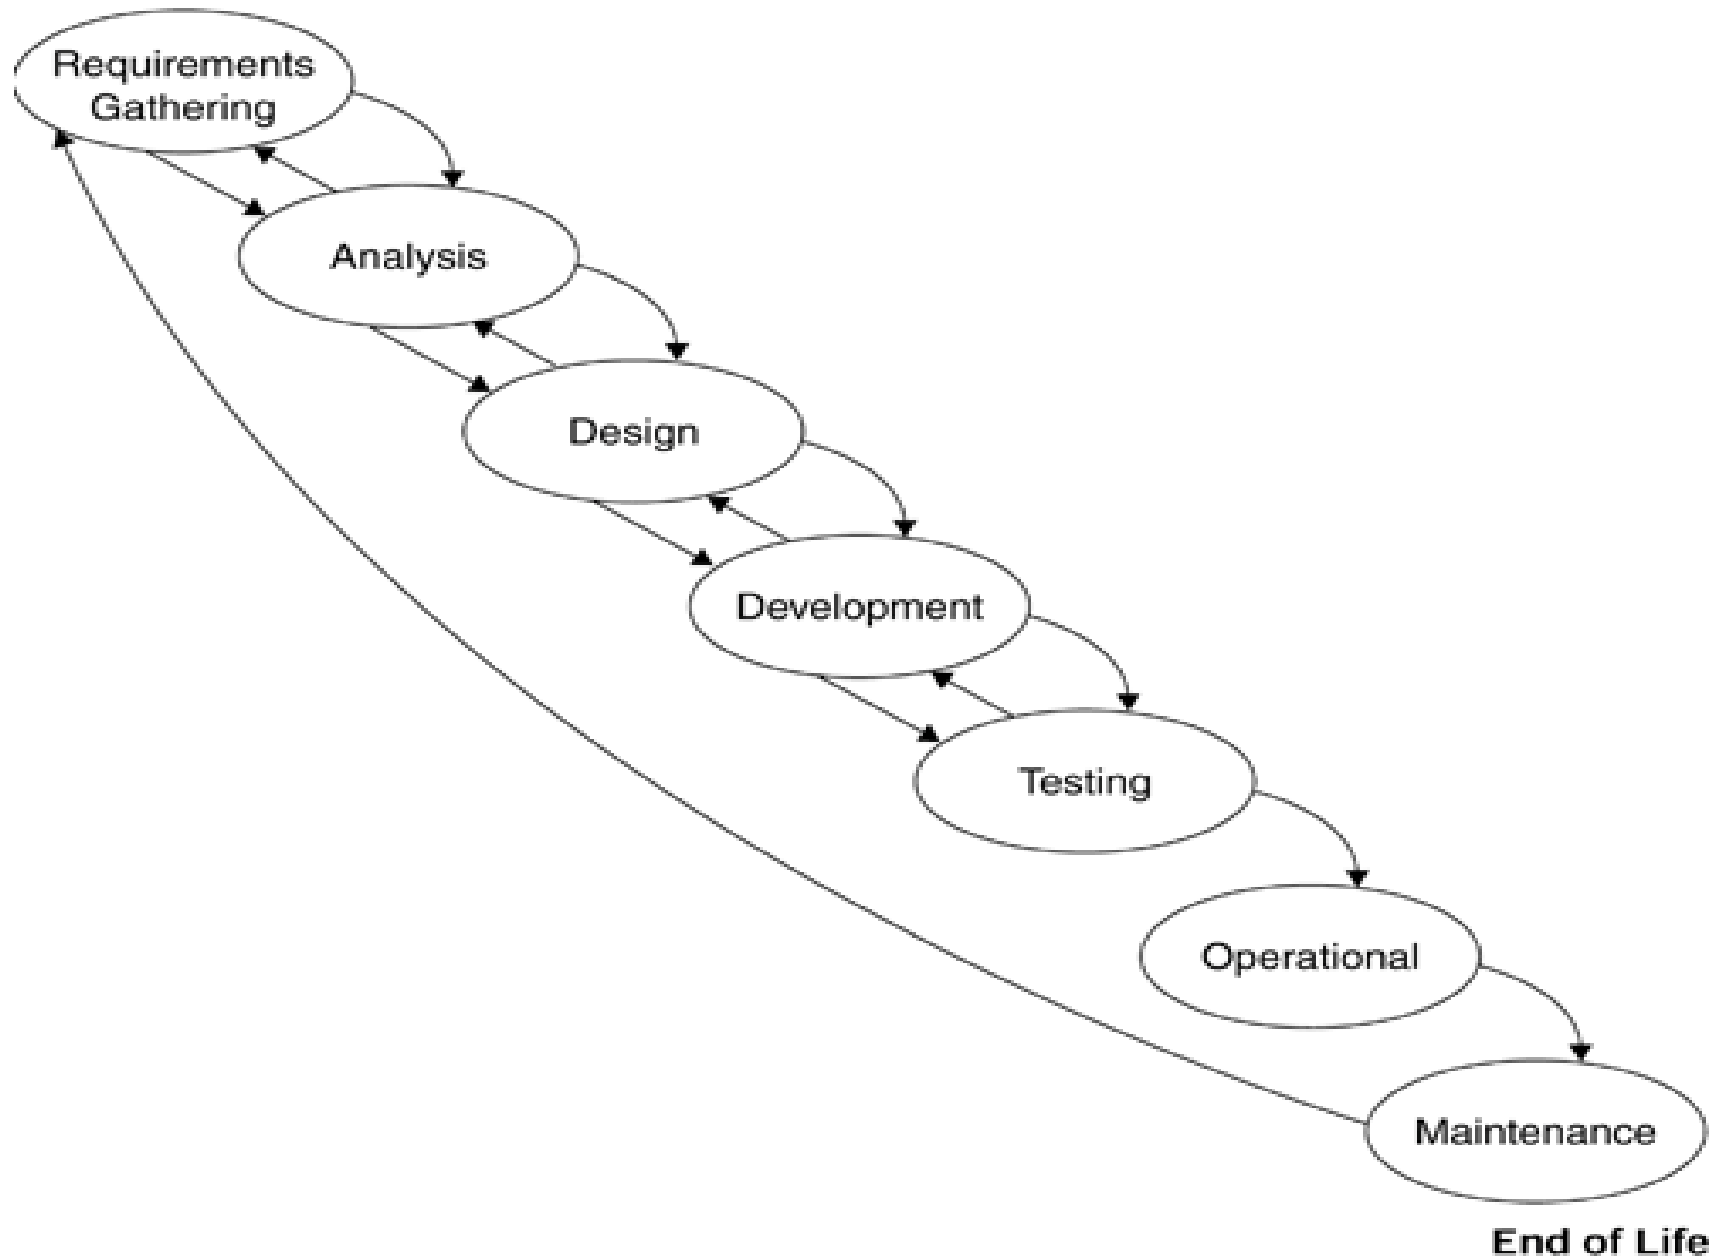 Requirements
Gathering
Analysis
Design
Development
Testing
Operational
Maintenance
End of Life